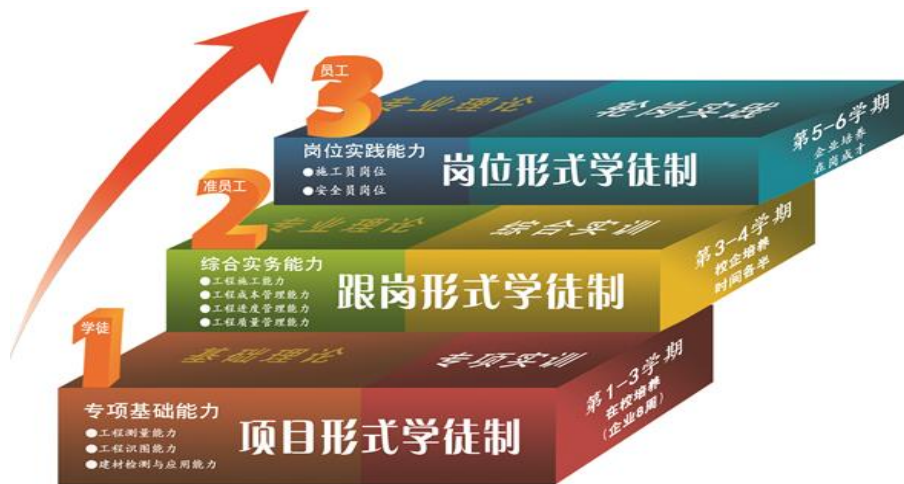 3
员工
专业理论
轮岗实践
岗位实践能力
●施工员岗位
●安全员岗位
岗位形式学徒制
第5-6学期
企业培养
在岗成才
2
准员工
专业理论
综合实训
综合实务能力
●工程施工能力
●工程成本管理能力
●工程进度管理能力
●工程质量管理能力
跟岗形式学徒制
第3-4学期
校企培养
时间各半
1
学徒
基础理论
专项实训
专项基础能力
●工程测量能力
●工程识图能力
●建材检测与应用能力
项目形式学徒制
第1-3学期
在校培养
(企业8周)